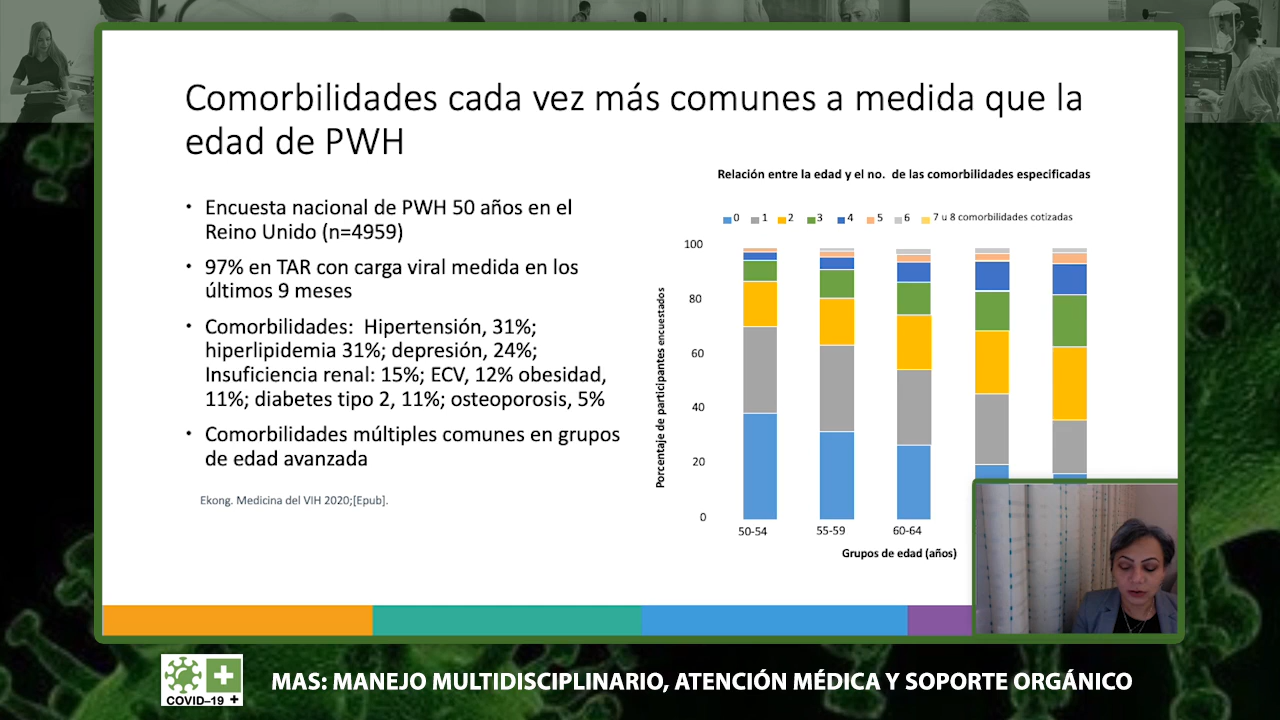 Comorbilidades cada vez más comunes a medida que la
edad de PWH
• Encuesta nacional de PWH 50 años en el
Reino Unido (n=4959)
• 97% en TAR con carga viral medida en los
últimos 9 meses
• Comorbilidades: Hipertensión, 31%;
hiperlipidemia 31%; depresión, 24%;
Insuficiencia renal: 15%; ECV, 12% obesidad,
11%; diabetes tipo 2, 11%; osteoporosis, 5%
• Comorbilidades múltiples comunes en grupos
de edad avanzada
Ekong. Medicina del VIH 2020;[Epub].
Relación entre la edad y el no. de las comorbilidades especificadas
0 1 2 3 4 5 6 7 u 8 comorbilidades cotizadas
Porcentaje de participantes encuestados
100
80
60
40
20
0
50-54 55-59 60-64
Grupos de edad (años)
COVID-19 +
MAS: MANEJO MULTIDISCIPLINARIO, ATENCIÓN MÉDICA Y SOPORTE ORGÁNICO